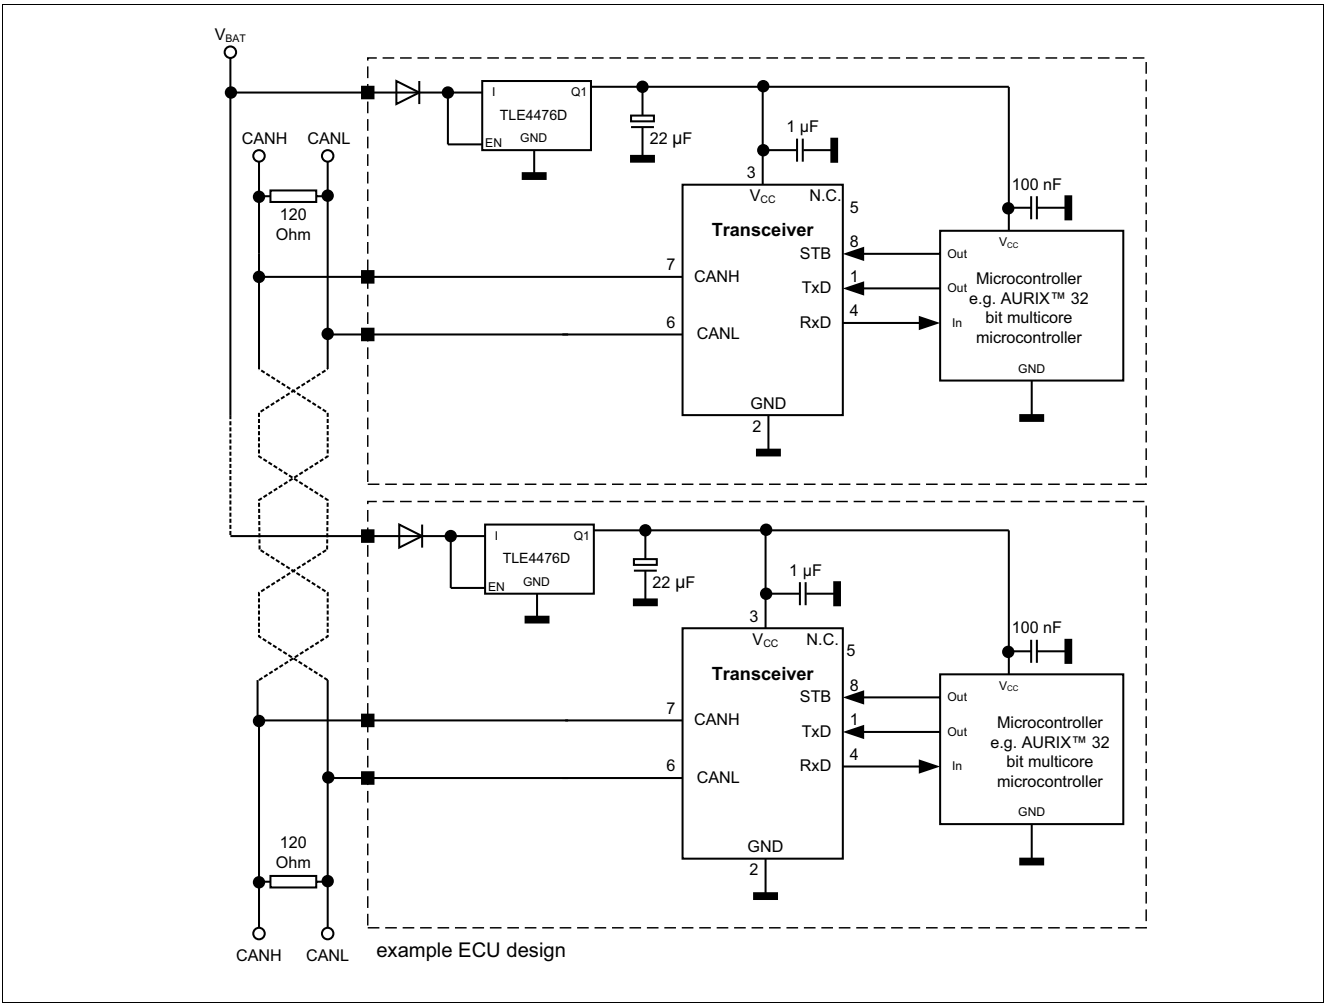 VBAT
CANH
CANL
120
Ohm
I
Q1
TLE4476D
EN
GND
22 µF
1 µF
3
VCC
N.C.
5
Transceiver
7
CANH
6
CANL
STB
8
TxD
1
RxD
4
GND
2
100 nF
VCC
Out
Out
In
Microcontroller
e.g. AURIX™ 32
bit multicore
microcontroller
GND
I
Q1
TLE4476D
EN
GND
22 µF
1 µF
3
VCC
N.C.
5
Transceiver
7
CANH
6
CANL
STB
8
TxD
1
RxD
4
GND
2
100 nF
VCC
Out
Out
In
Microcontroller
e.g. AURIX™ 32
bit multicore
microcontroller
GND
120
Ohm
CANH
CANL
example ECU design